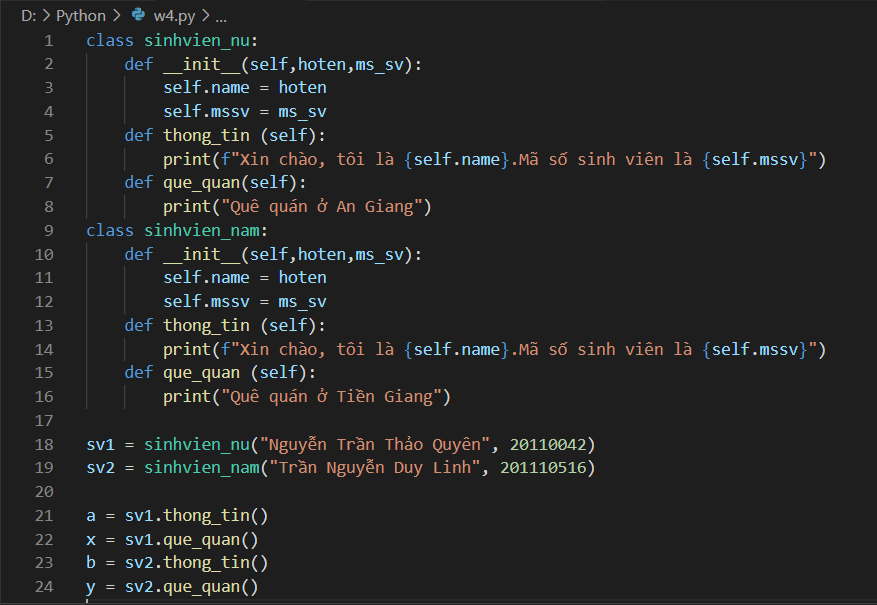 D: > Python > w4.py > ...
1 class sinhvien_nu:
2     def __init__(self,hoten,ms_sv):
3         self.name = hoten
4         self.mssv = ms_sv
5     def thong_tin (self):
6         print(f"Xin chào, tôi là {self.name}.Mã số sinh viên là {self.mssv}")
7     def que_quan(self):
8         print("Quê quán ở An Giang")
9 class sinhvien_nam:
10     def __init__(self,hoten,ms_sv):
11         self.name = hoten
12         self.mssv = ms_sv
13     def thong_tin (self):
14         print(f"Xin chào, tôi là {self.name}.Mã số sinh viên là {self.mssv}")
15     def que_quan (self):
16         print("Quê quán ở Tiền Giang")
17
18 sv1 = sinhvien_nu("Nguyễn Trần Thảo Quyên", 20110042)
19 sv2 = sinhvien_nam("Trần Nguyễn Duy Linh", 201110516)
20
21 a = sv1.thong_tin()
22 x = sv1.que_quan()
23 b = sv2.thong_tin()
24 y = sv2.que_quan()